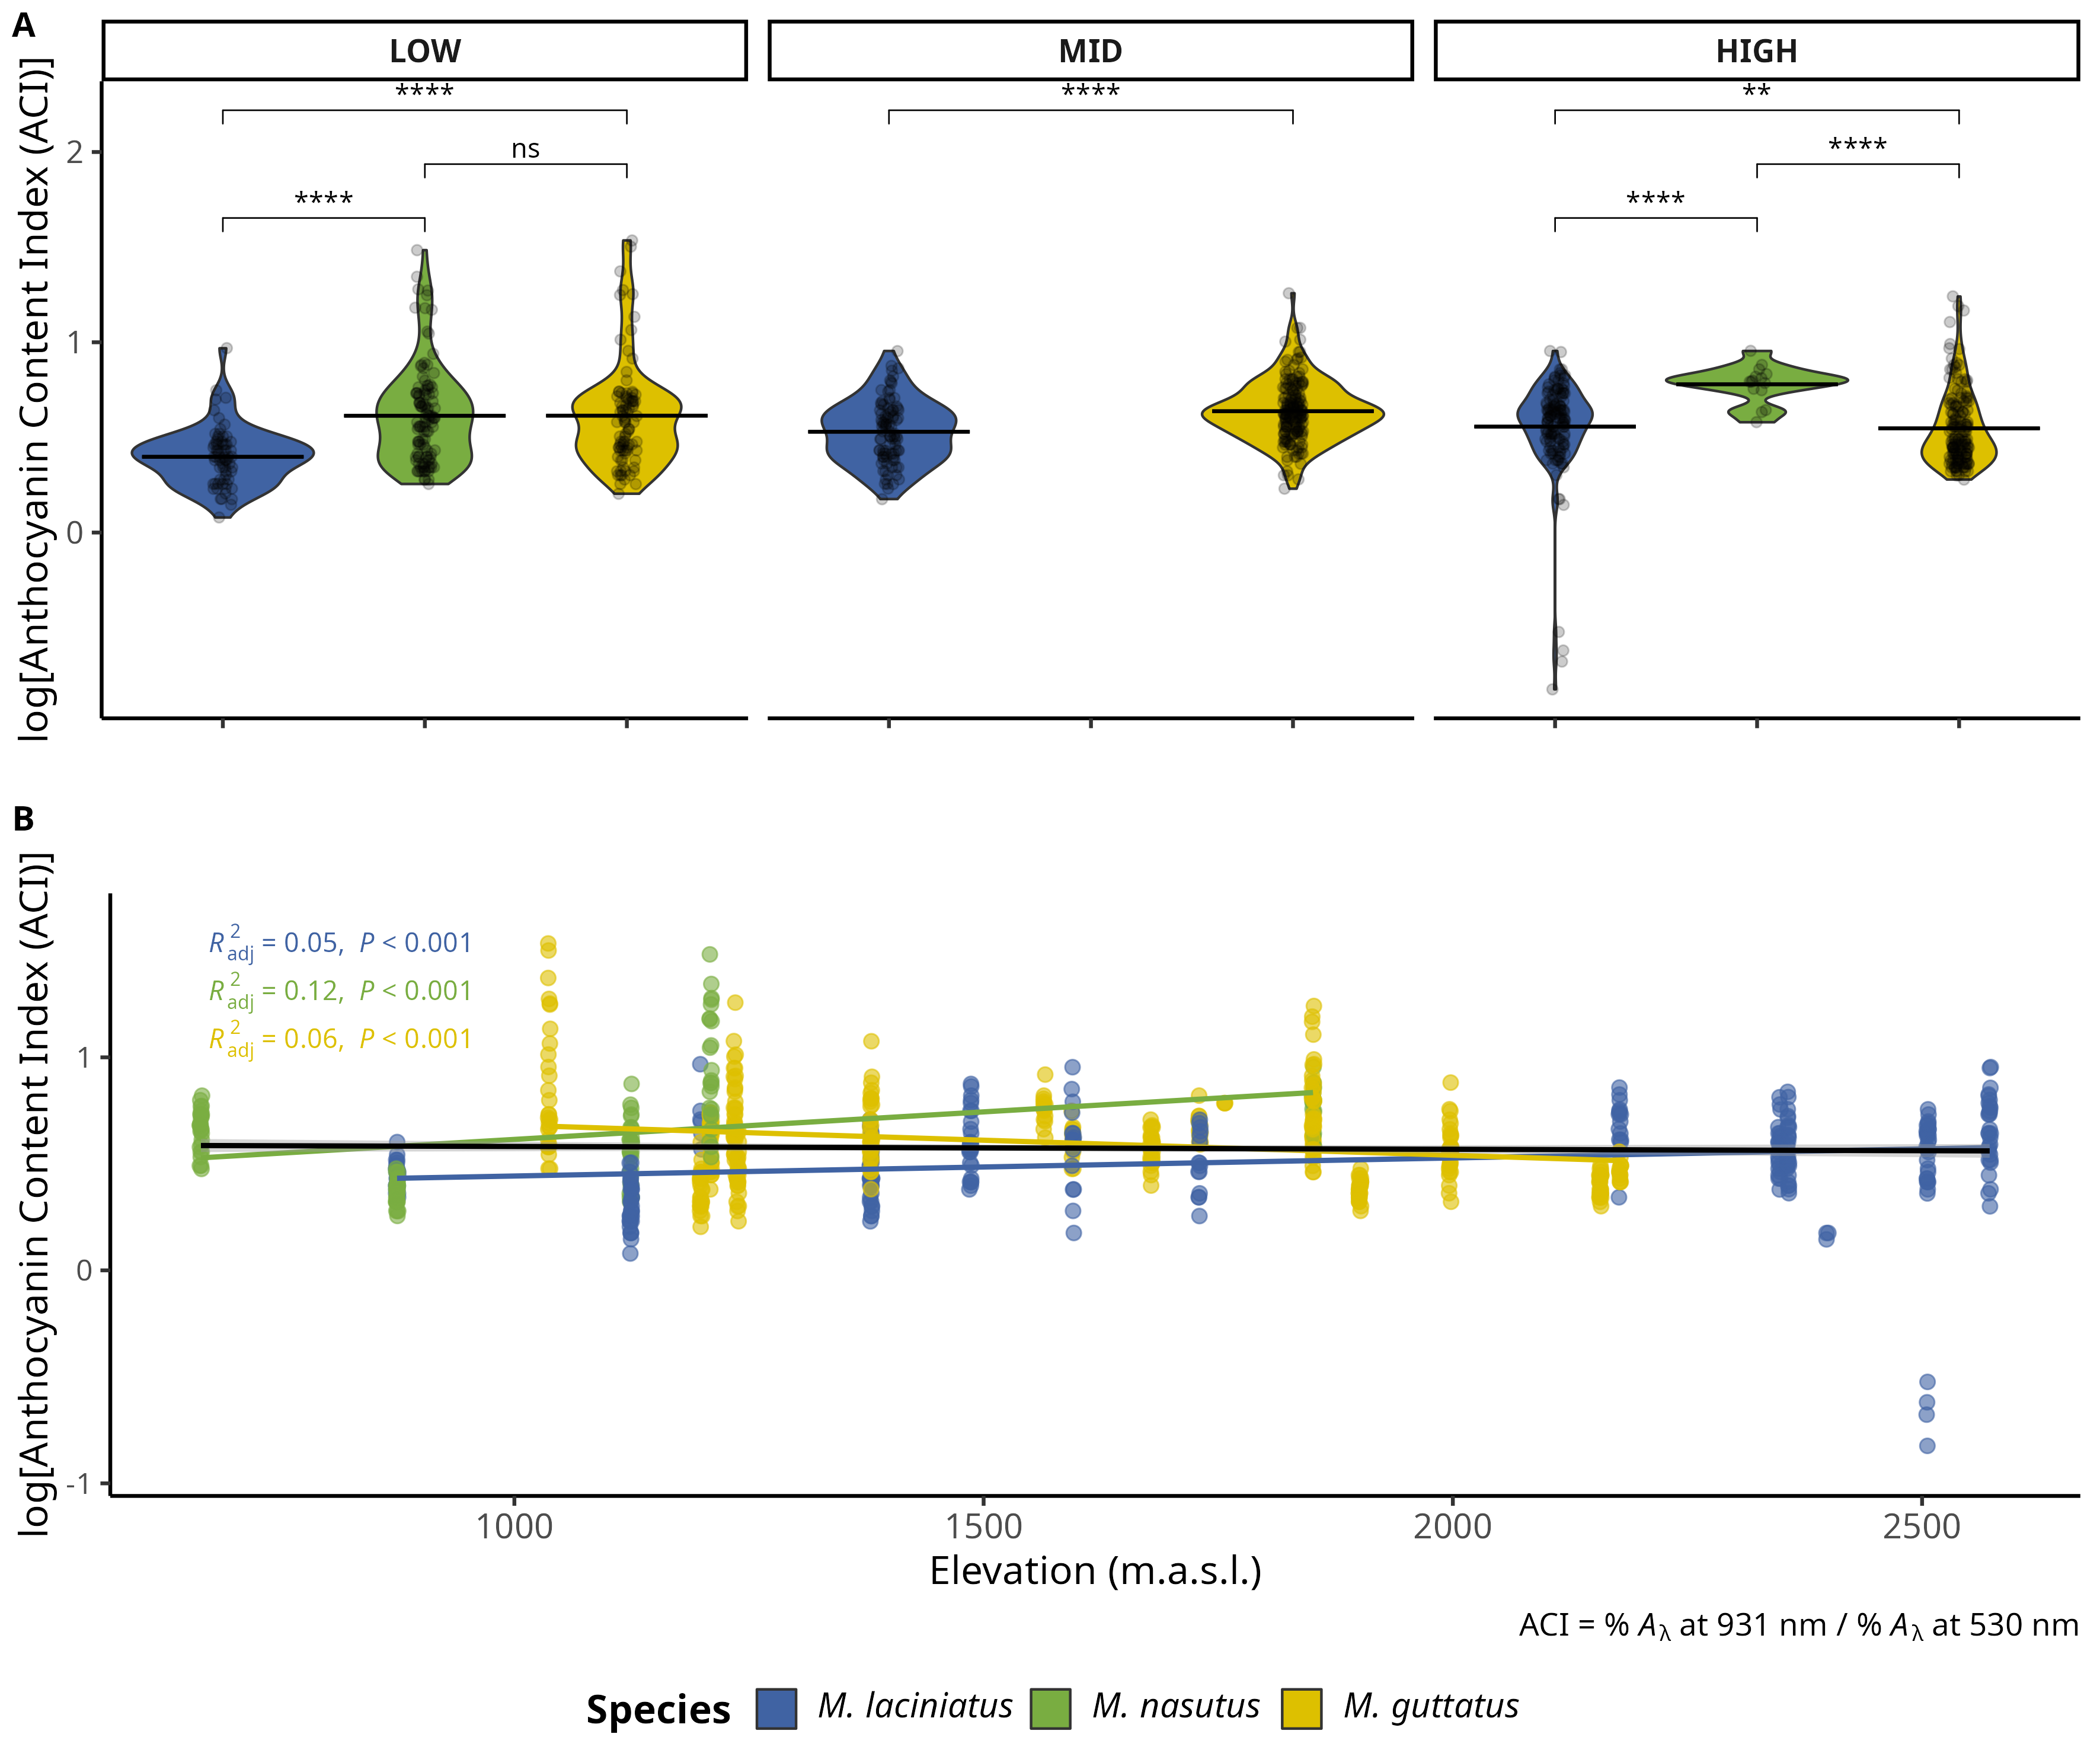 A
LOW MID HIGH
log[Anthocyanin Content Index (ACI)]
2
1
0
**** **** **
ns ****
**** ****
B
log[Anthocyanin Content Index (ACI)]
1
0
-1
R²adj = 0.05, P < 0.001
R²adj = 0.12, P < 0.001
R²adj = 0.06, P < 0.001
1000 1500 2000 2500
Elevation (m.a.s.l.)
ACI = % Aλ at 931 nm / % Aλ at 530 nm
Species M. laciniatus M. nasutus M. guttatus